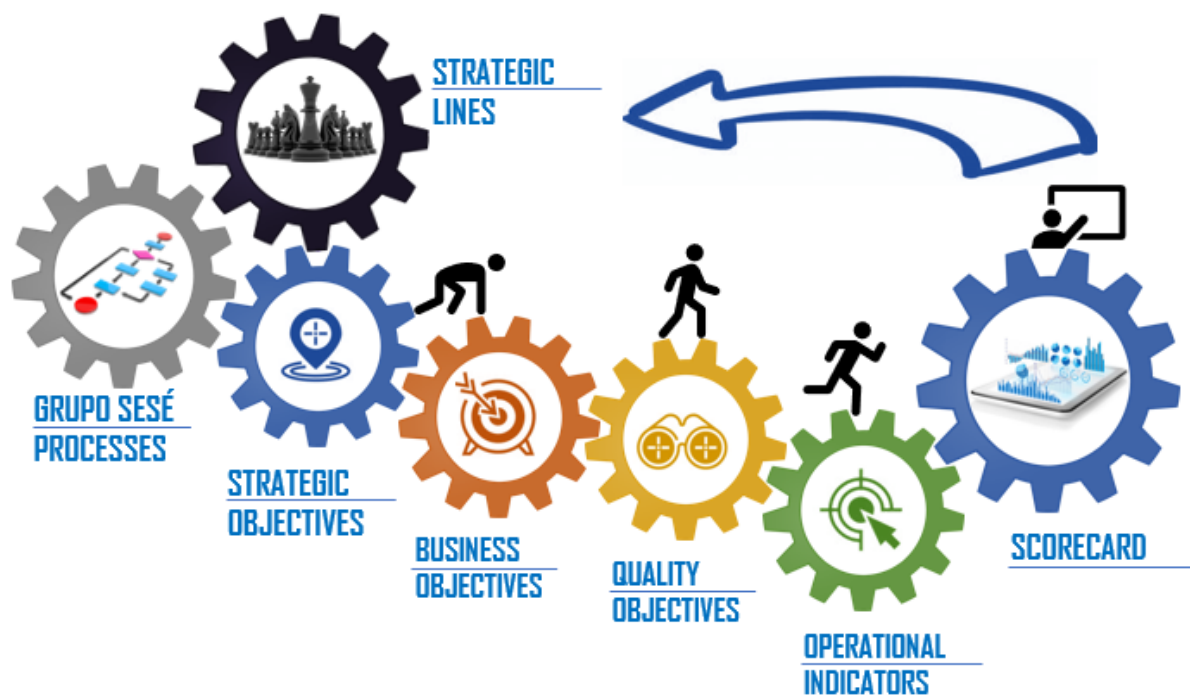 STRATEGIC
LINES
GRUPO SESÉ
PROCESSES
STRATEGIC
OBJECTIVES
BUSINESS
OBJECTIVES
QUALITY
OBJECTIVES
OPERATIONAL
INDICATORS
SCORECARD